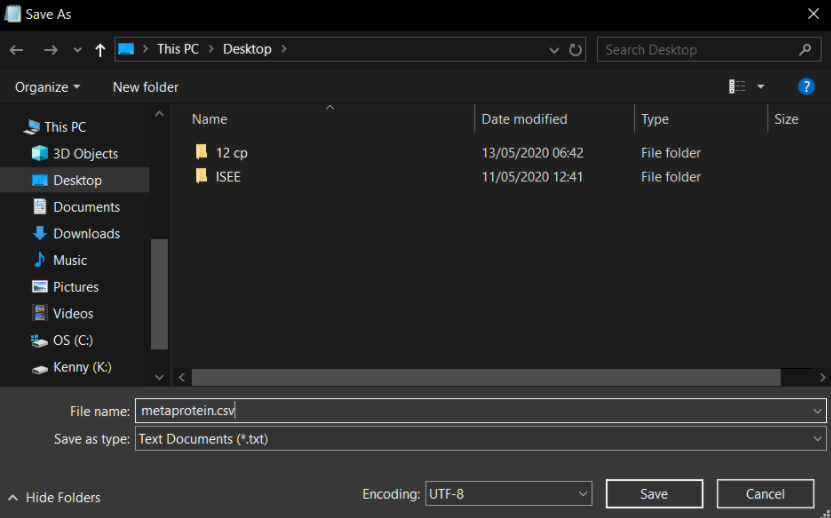 Save As
This PC > Desktop >
Search Desktop
Organize
New folder
?
Name
Date modified
Type
Size
This PC
3D Objects
Desktop
Documents
Downloads
Music
Pictures
Videos
OS (C:)
Kenny (K:)
12 cp 13/05/2020 06:42 File folder
ISEE 11/05/2020 12:41 File folder
File name: metaprotein.csv
Save as type: Text Documents (*.txt)
Hide Folders
Encoding: UTF-8
Save
Cancel